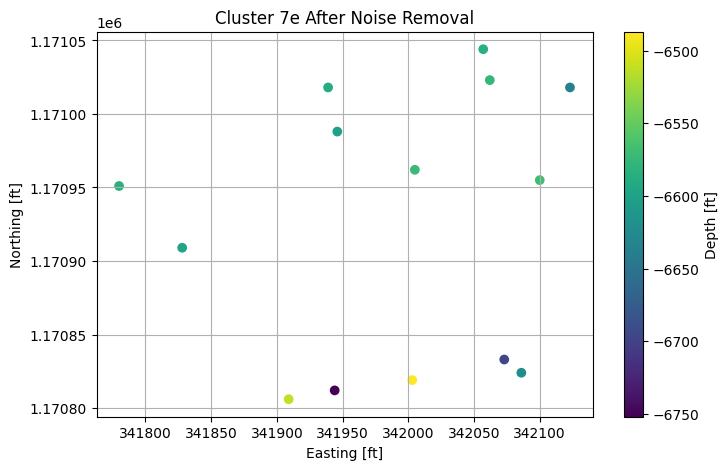 Cluster 7e After Noise Removal
1e6
1.17105
1.17100
1.17095
1.17090
1.17085
1.17080
Northing [ft]
341800 341850 341900 341950 342000 342050 342100
Easting [ft]
−6500
−6550
−6600
−6650
−6700
−6750
Depth [ft]